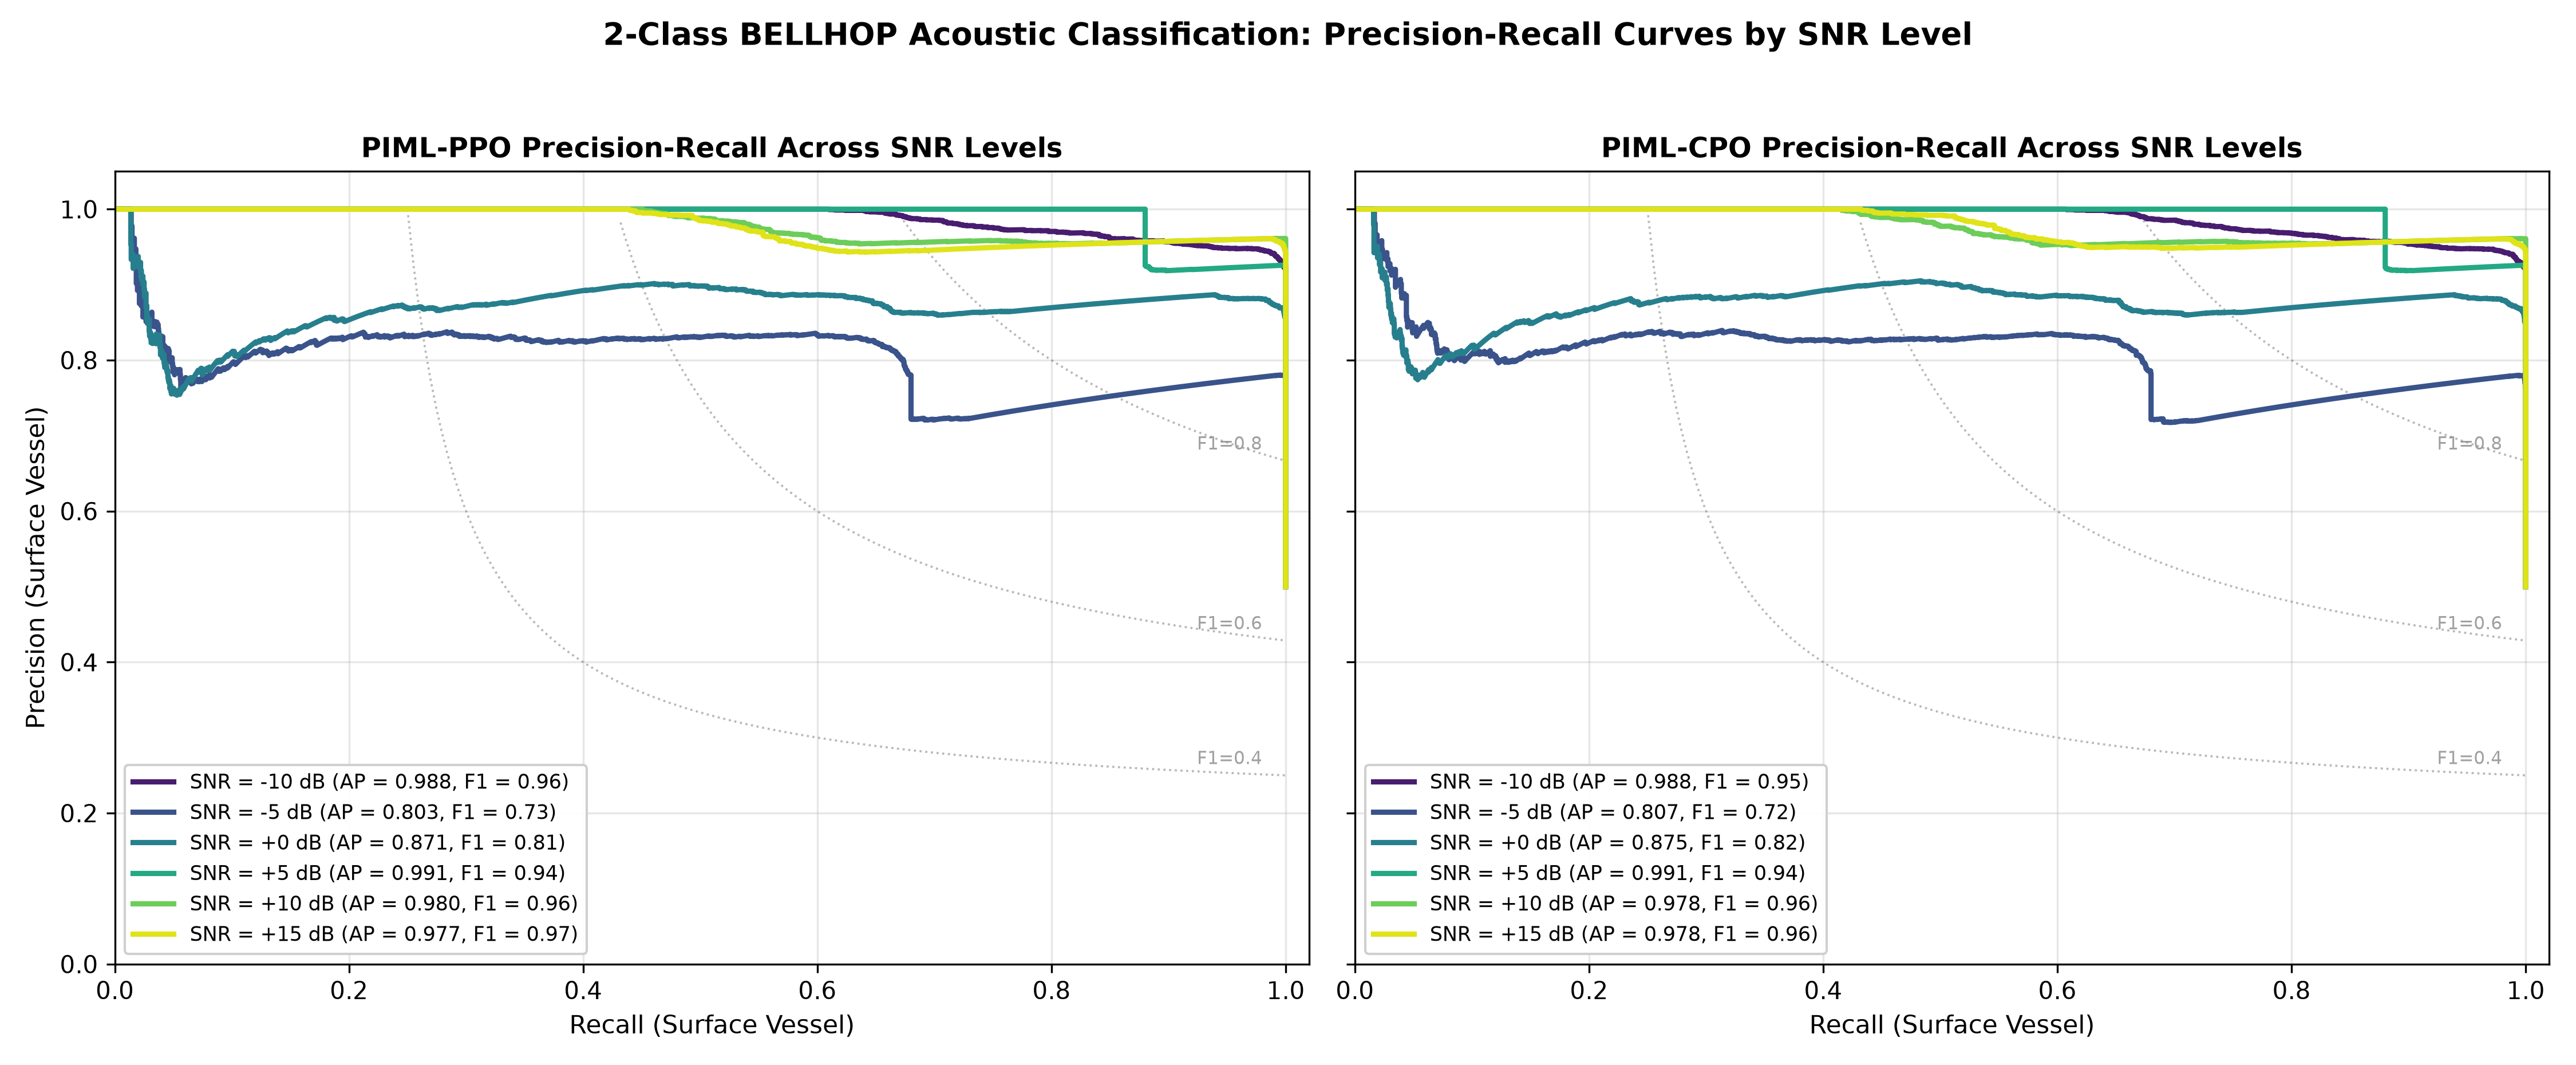 2-Class BELLHOP Acoustic Classification: Precision-Recall Curves by SNR Level
PIML-PPO Precision-Recall Across SNR Levels
Precision (Surface Vessel)
1.0
0.8
0.6
0.4
0.2
0.0
F1=0.8
F1=0.6
F1=0.4
SNR = -10 dB (AP = 0.988, F1 = 0.96)
SNR = -5 dB (AP = 0.803, F1 = 0.73)
SNR = +0 dB (AP = 0.871, F1 = 0.81)
SNR = +5 dB (AP = 0.991, F1 = 0.94)
SNR = +10 dB (AP = 0.980, F1 = 0.96)
SNR = +15 dB (AP = 0.977, F1 = 0.97)
0.0 0.2 0.4 0.6 0.8 1.0
Recall (Surface Vessel)
PIML-CPO Precision-Recall Across SNR Levels
F1=0.8
F1=0.6
F1=0.4
SNR = -10 dB (AP = 0.988, F1 = 0.95)
SNR = -5 dB (AP = 0.807, F1 = 0.72)
SNR = +0 dB (AP = 0.875, F1 = 0.82)
SNR = +5 dB (AP = 0.991, F1 = 0.94)
SNR = +10 dB (AP = 0.978, F1 = 0.96)
SNR = +15 dB (AP = 0.978, F1 = 0.96)
0.0 0.2 0.4 0.6 0.8 1.0
Recall (Surface Vessel)